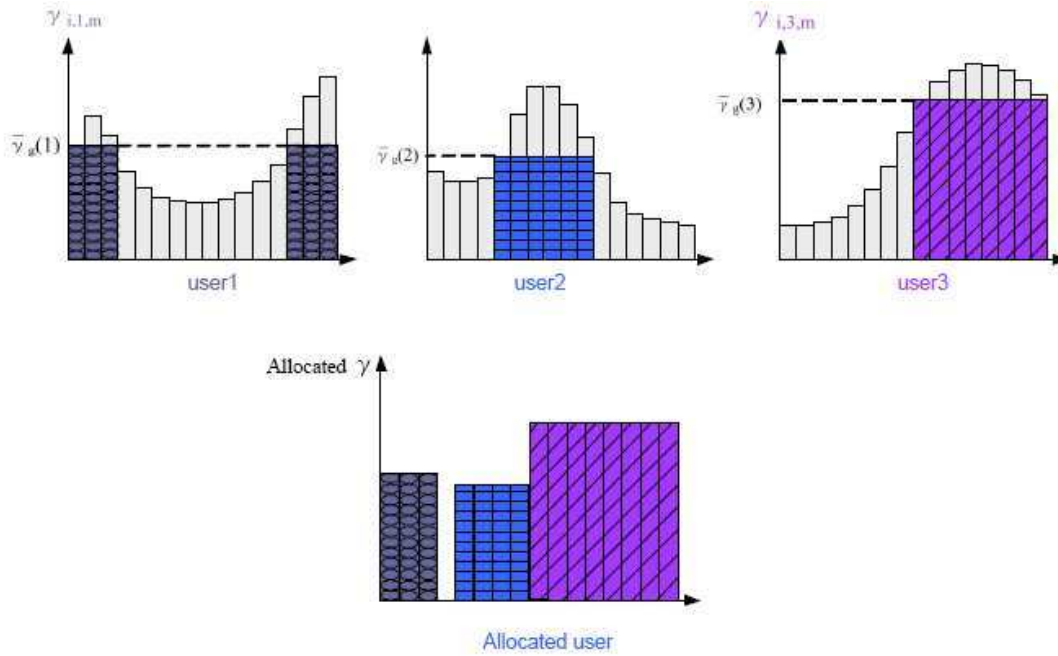 γ i,1,m
γ̄ g(1)
user1
γ̄ g(2)
user2
γ i,3,m
γ̄ g(3)
user3
Allocated γ
Allocated user